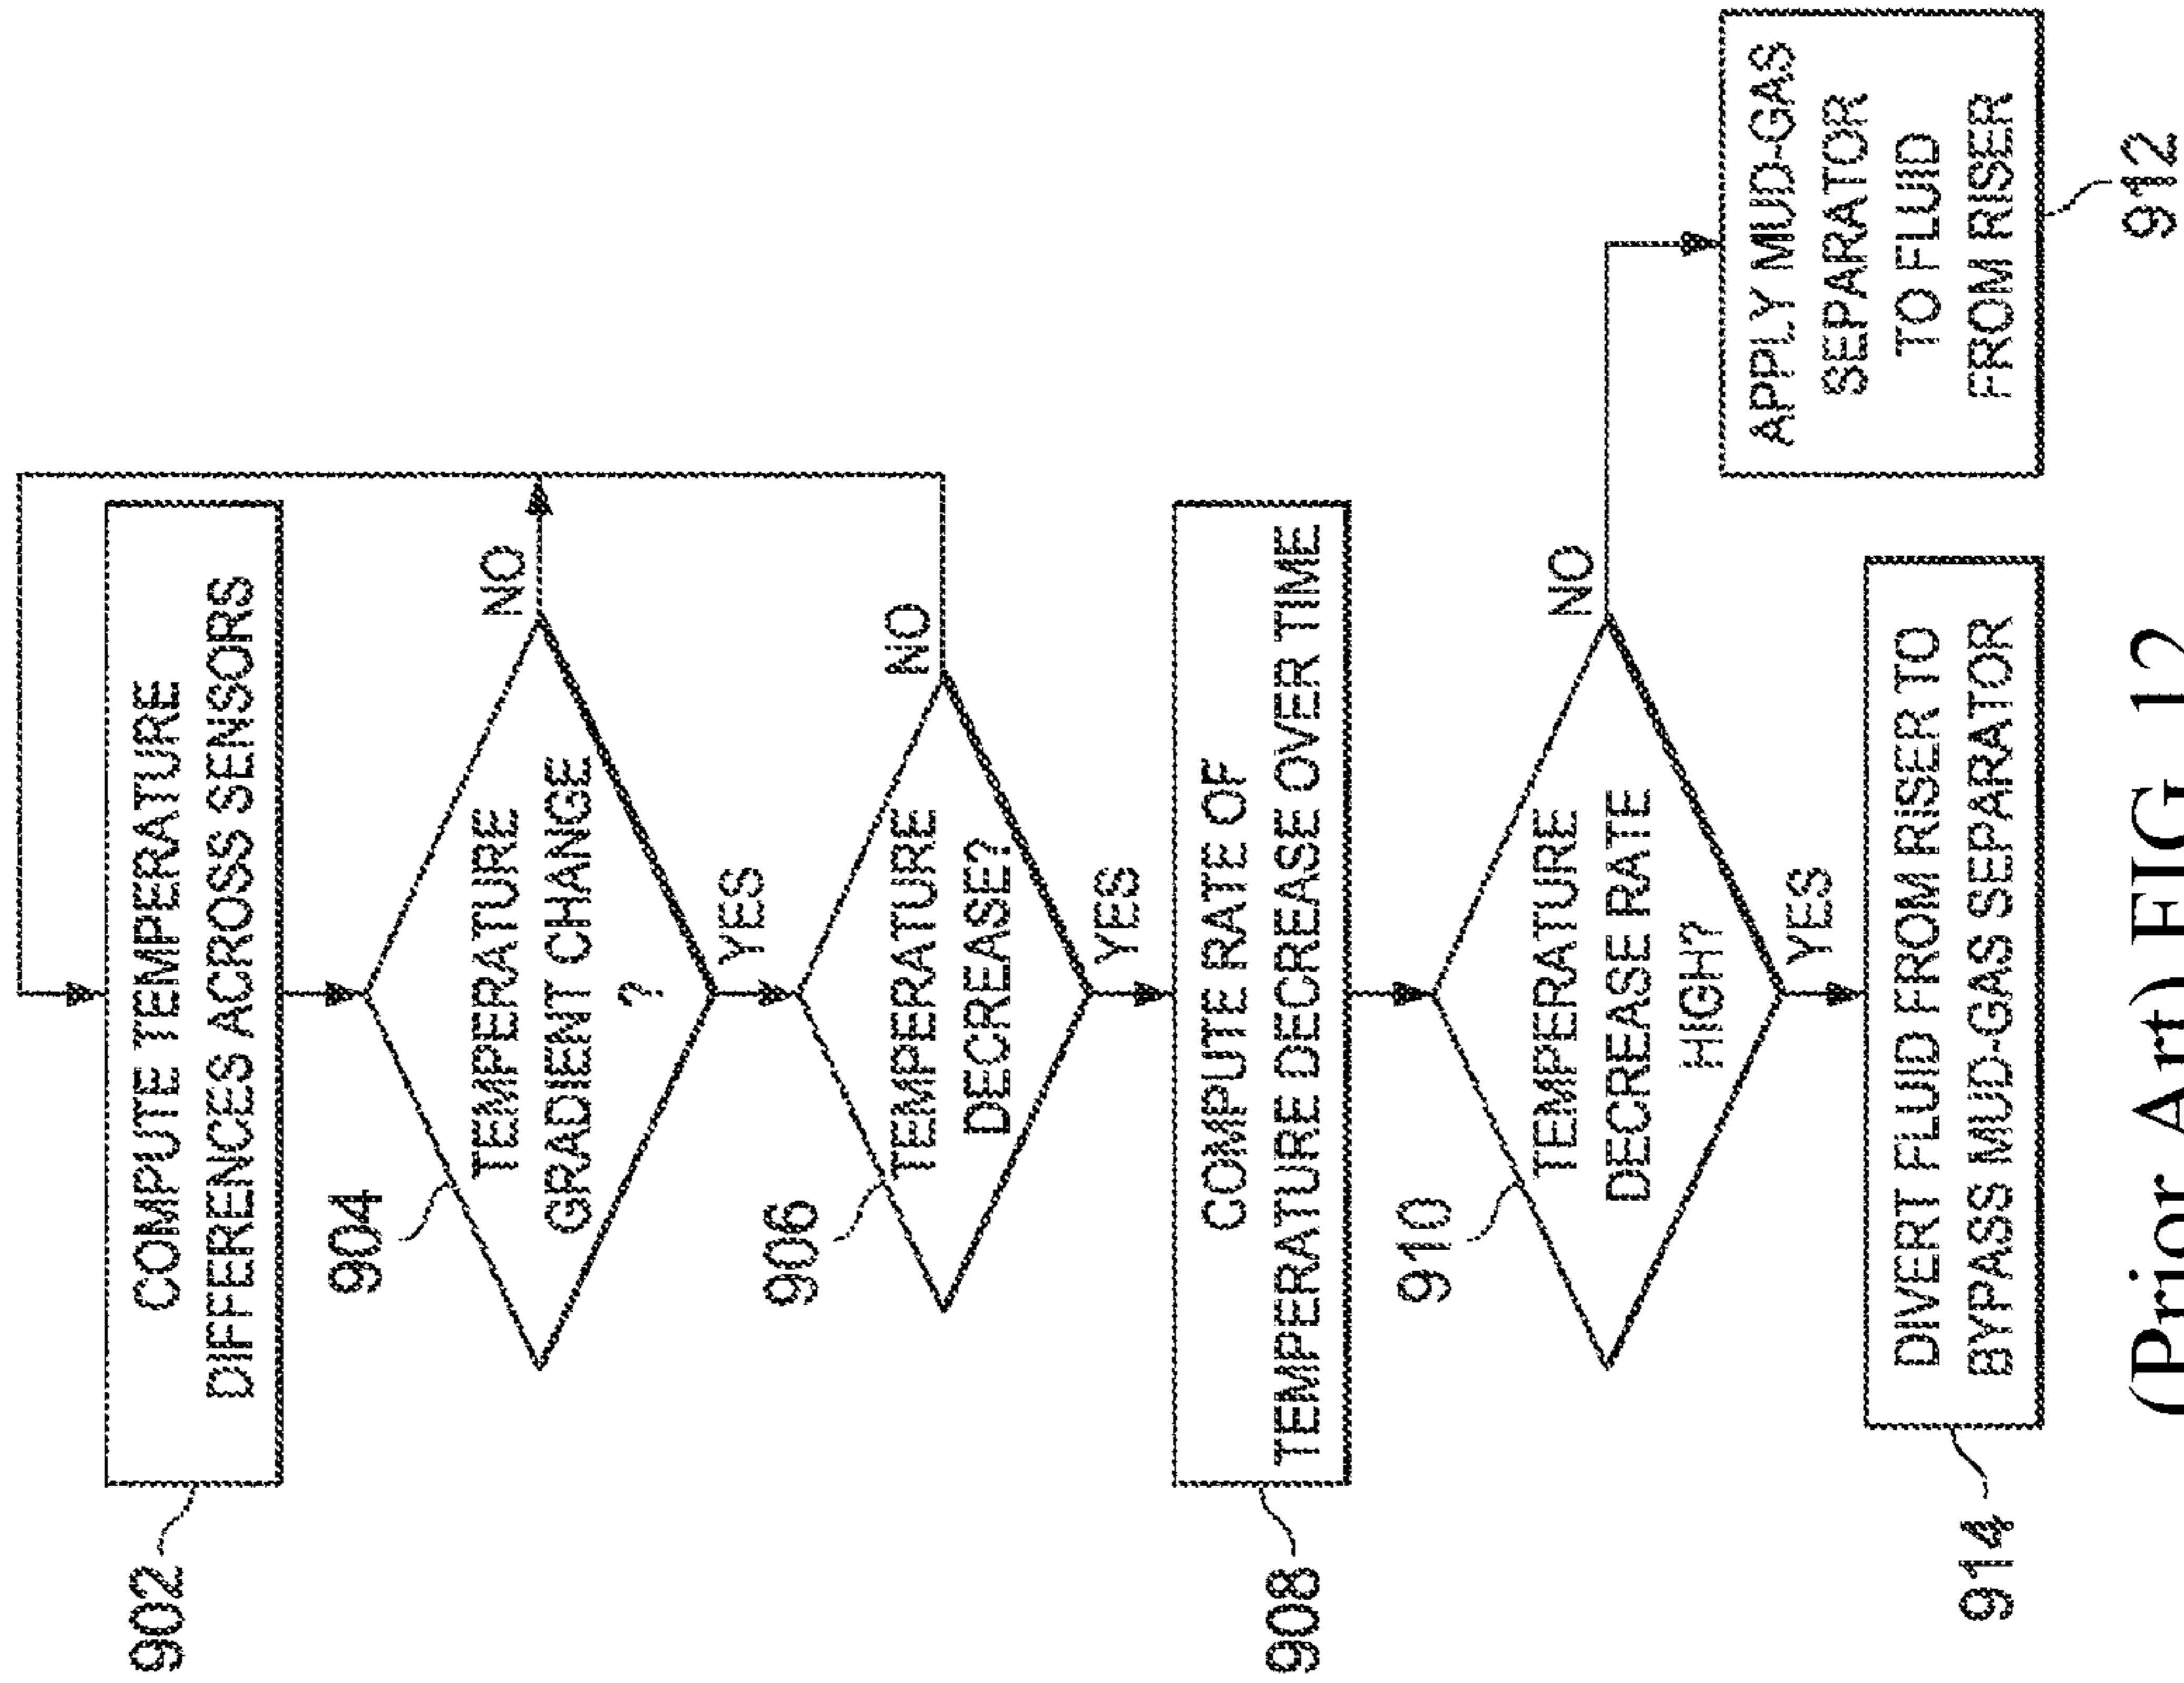 902
COMPUTE TEMPERATURE
DIFFERENCES ACROSS SENSORS
904
TEMPERATURE
GRADIENT CHANGE
?
NO
YES
906
TEMPERATURE
DECREASE?
NO
YES
908
COMPUTE RATE OF
TEMPERATURE DECREASE OVER TIME
910
TEMPERATURE
DECREASE RATE
HIGH?
NO
YES
914
DIVERT FLUID FROM RISER TO
BYPASS MUD-GAS SEPARATOR
APPLY MUD-GAS
SEPARATOR
TO FLUID
FROM RISER
912
(Prior Art) FIG 12